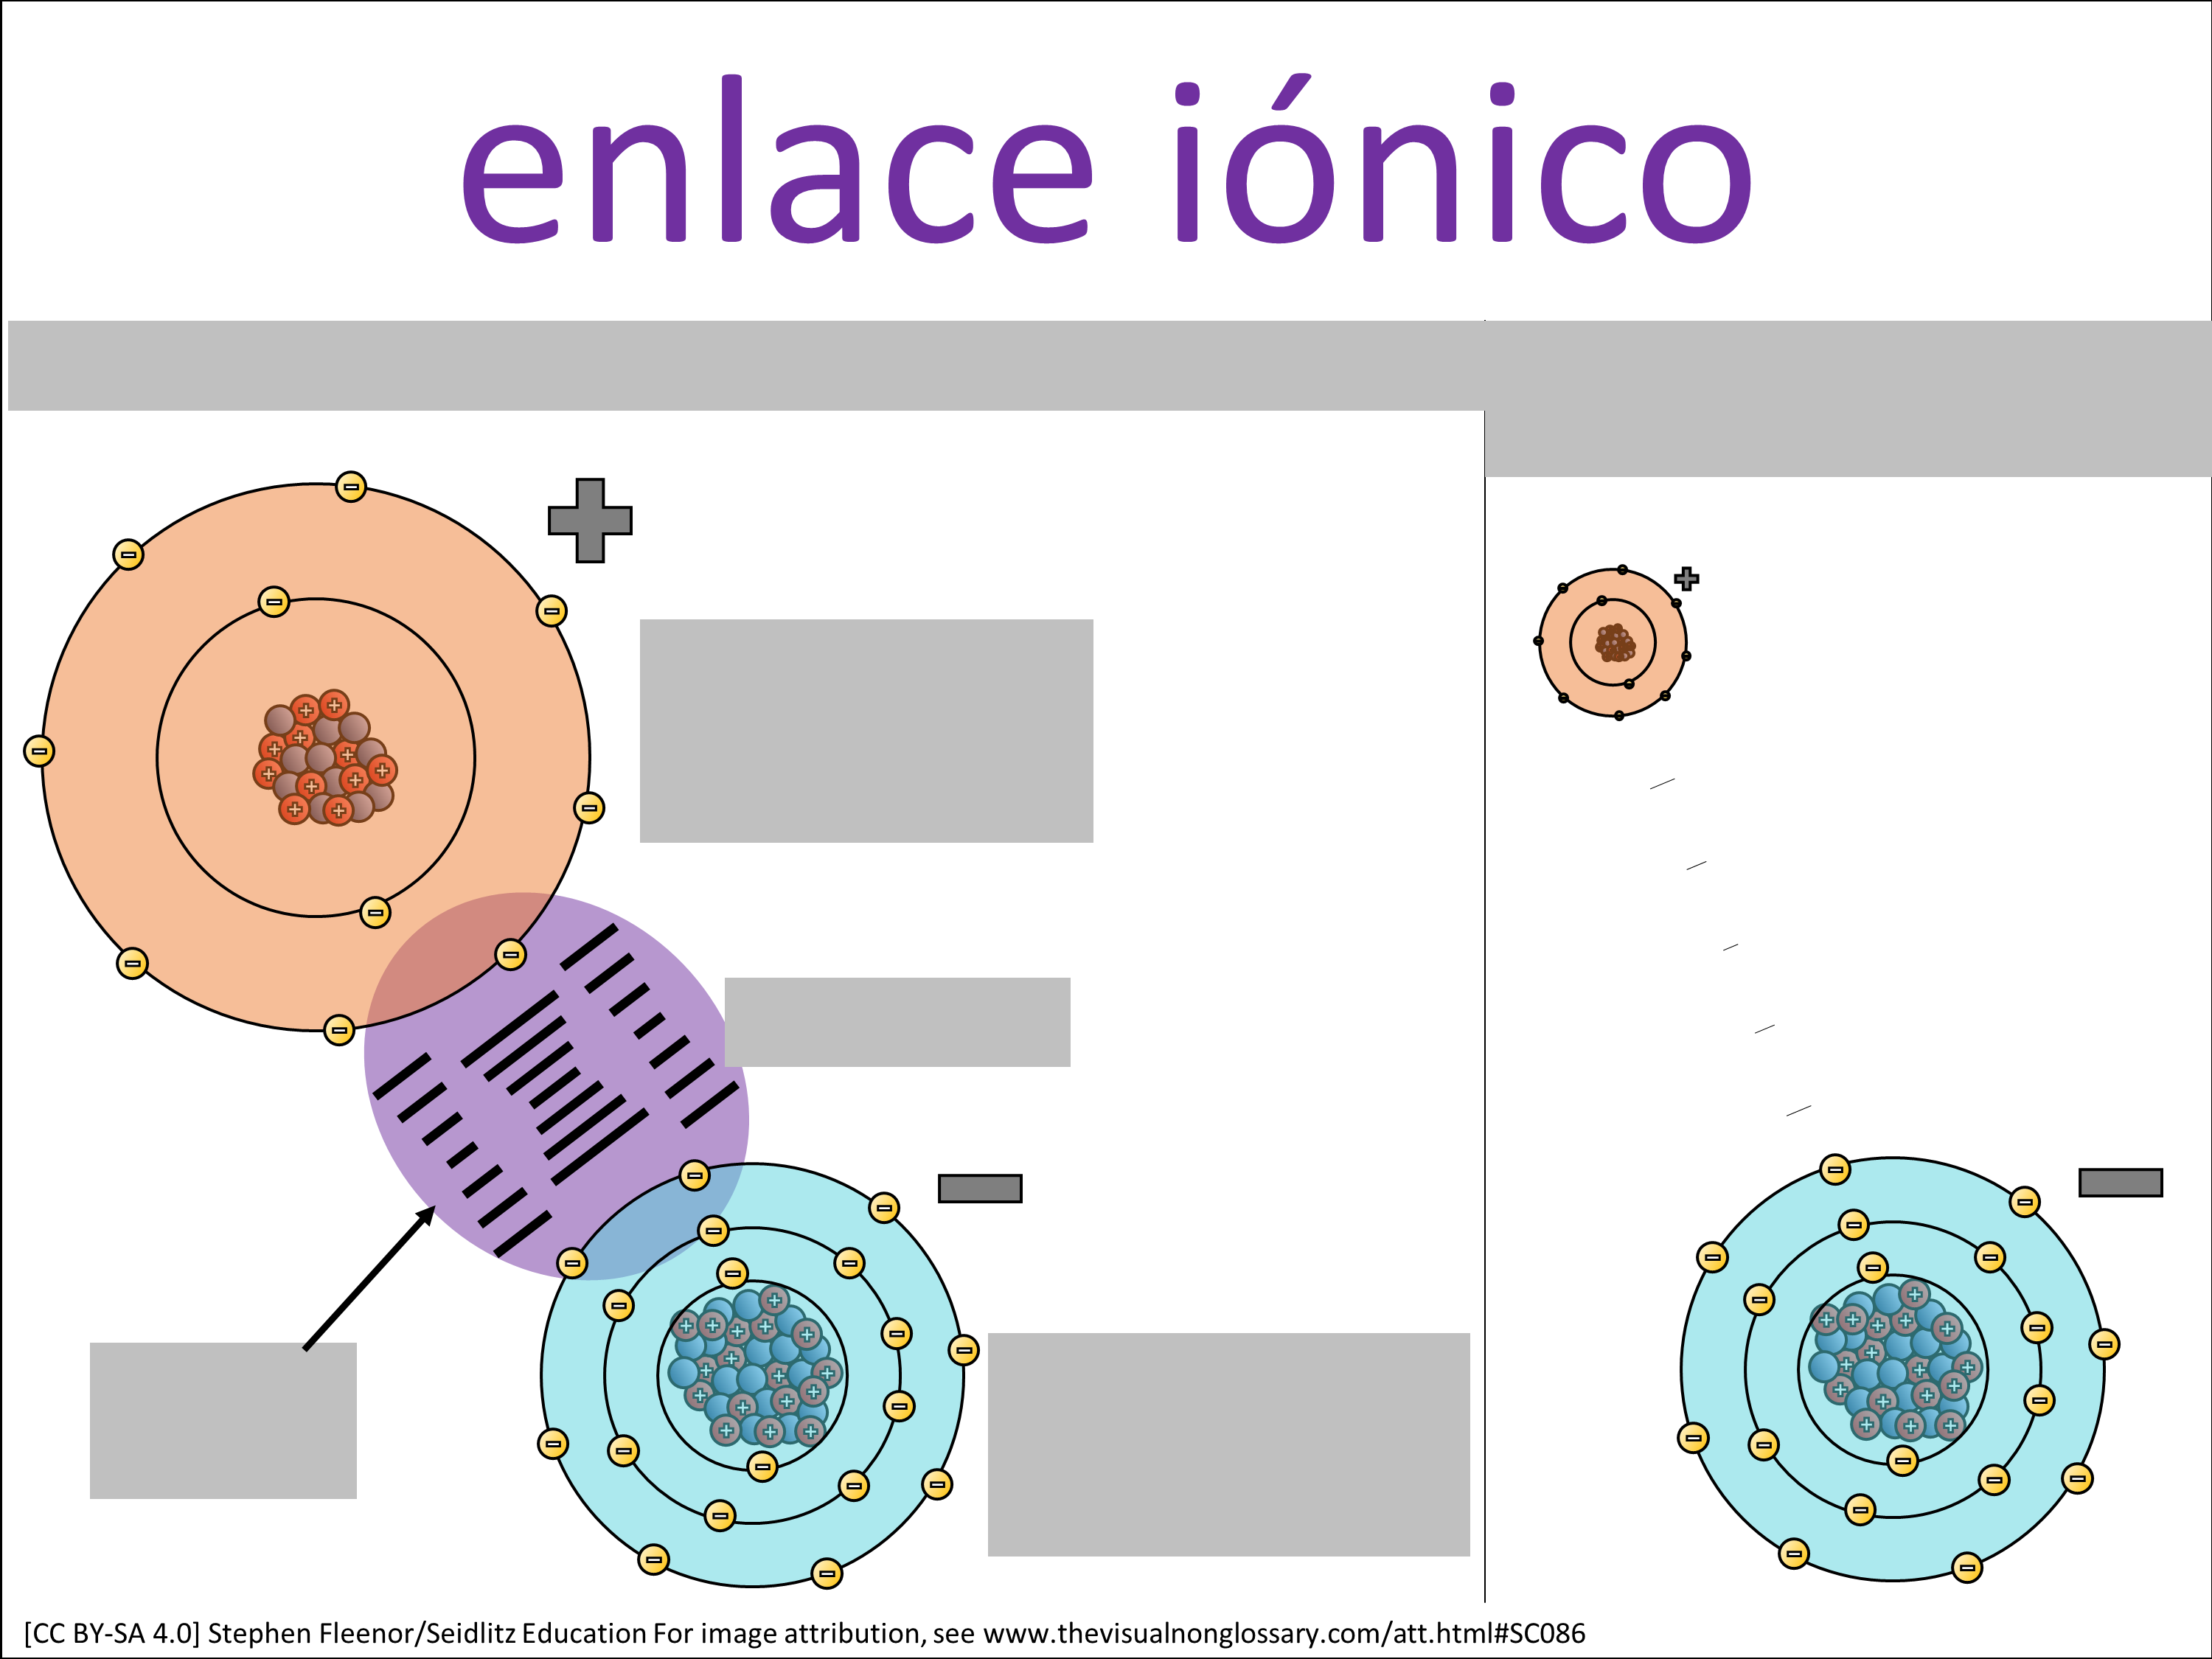 enlace iónico
[CC BY-SA 4.0] Stephen Fleenor/Seidlitz Education For image attribution, see www.thevisualnonglossary.com/att.html#SC086